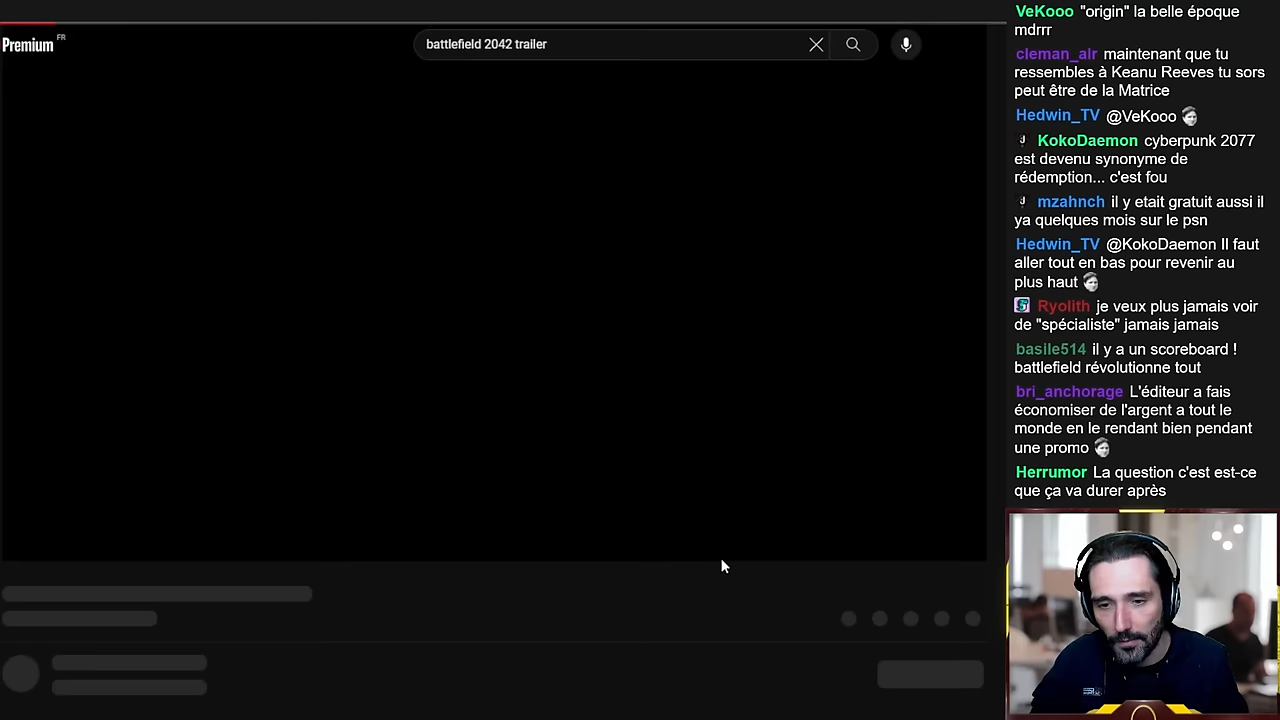 Premium FR
battlefield 2042 trailer
VeKooo "origin" la belle époque
mdrrr
cleman_alr maintenant que tu
ressembles à Keanu Reeves tu sors
peut être de la Matrice
Hedwin_TV @VeKooo
KokoDaemon cyberpunk 2077
est devenu synonyme de
rédemption... c'est fou
mzahnch il y etait gratuit aussi il
ya quelques mois sur le psn
Hedwin_TV @KokoDaemon Il faut
aller tout en bas pour revenir au
plus haut
Ryolith je veux plus jamais voir
de "spécialiste" jamais jamais
basile514 il y a un scoreboard !
battlefield révolutionne tout
bri_anchorage L'éditeur a fais
économiser de l'argent a tout le
monde en le rendant bien pendant
une promo
Herrumor La question c'est est-ce
que ça va durer après